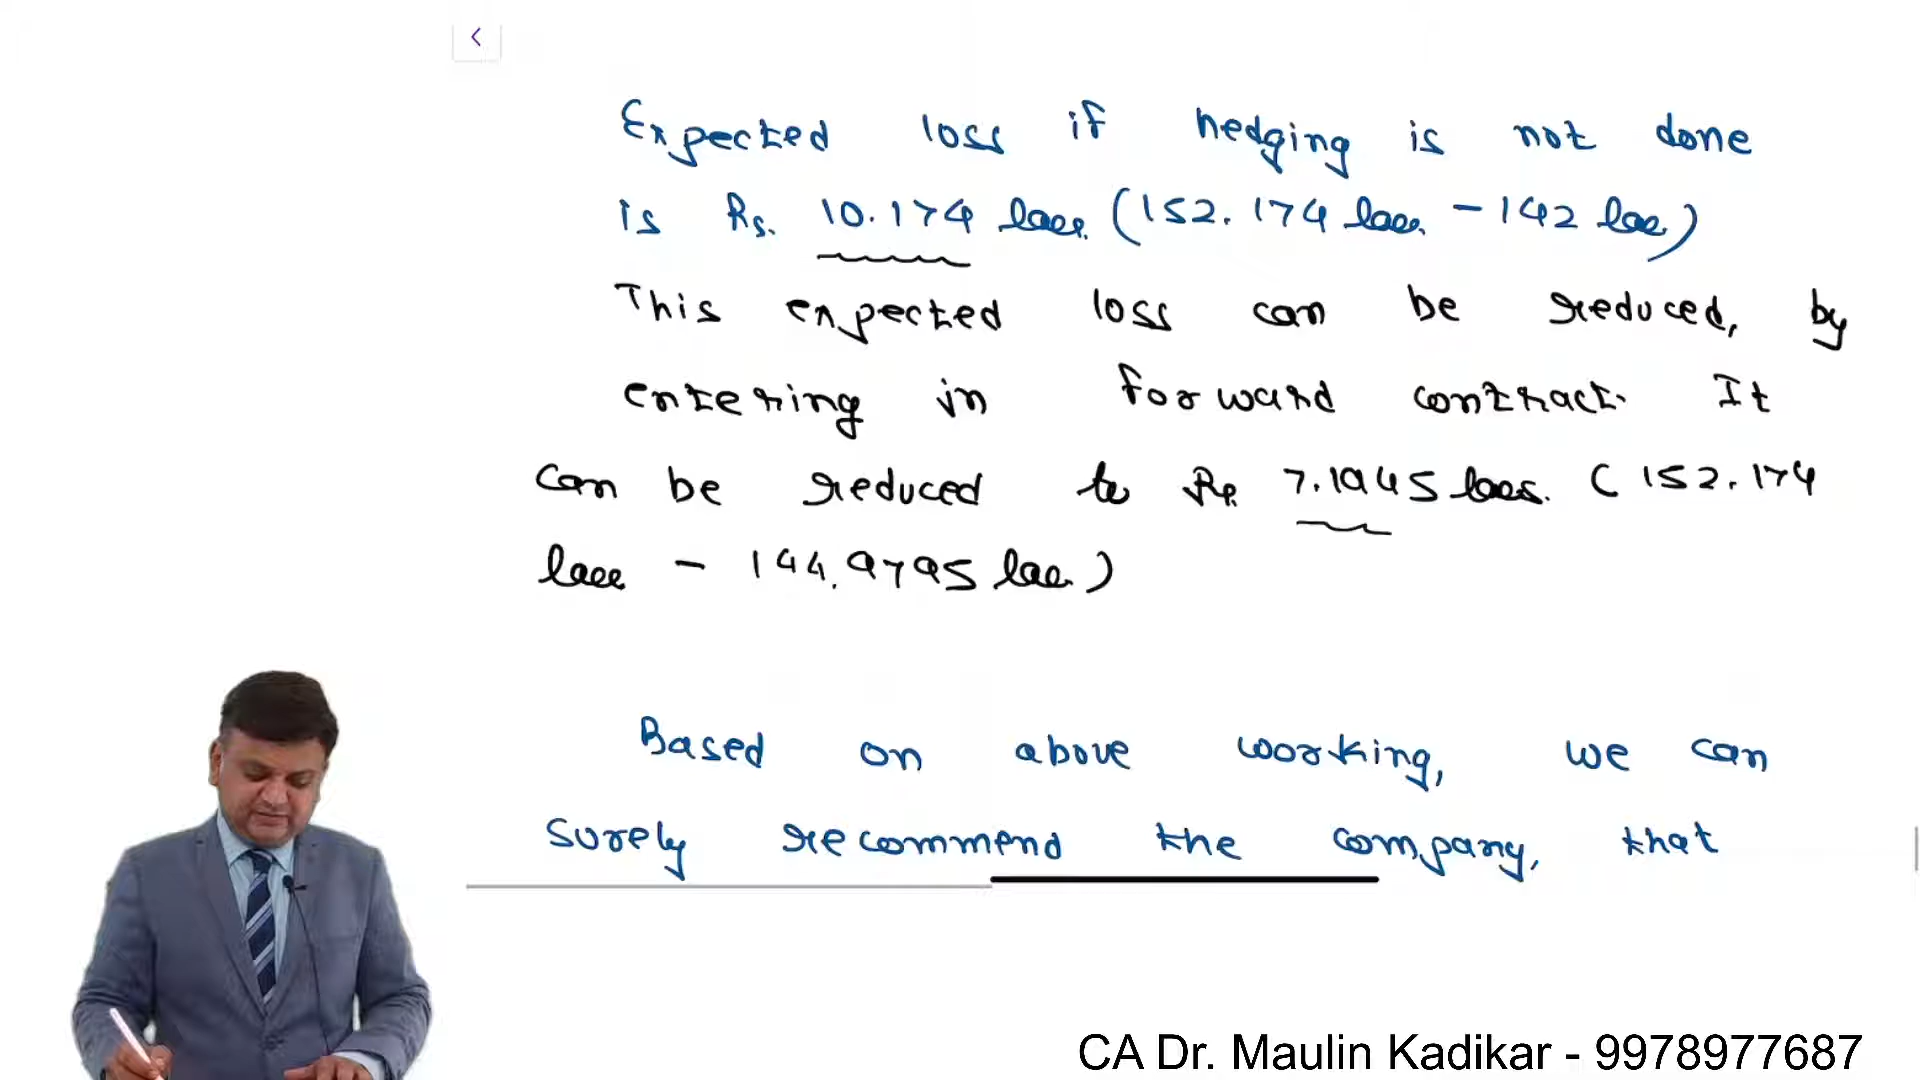 Expected loss if hedging is not done
is Rs. 10.174 lacs. (152.174 lacs. - 142 lac.)
This expected loss can be reduced, by
entering in forward contract. It
can be reduced to Rs. 7.1945 lacs. (152.174
lacs - 144.9795 lac.)
Based on above working, we can
surely recommend the company, that
CA Dr. Maulin Kadikar - 9978977687